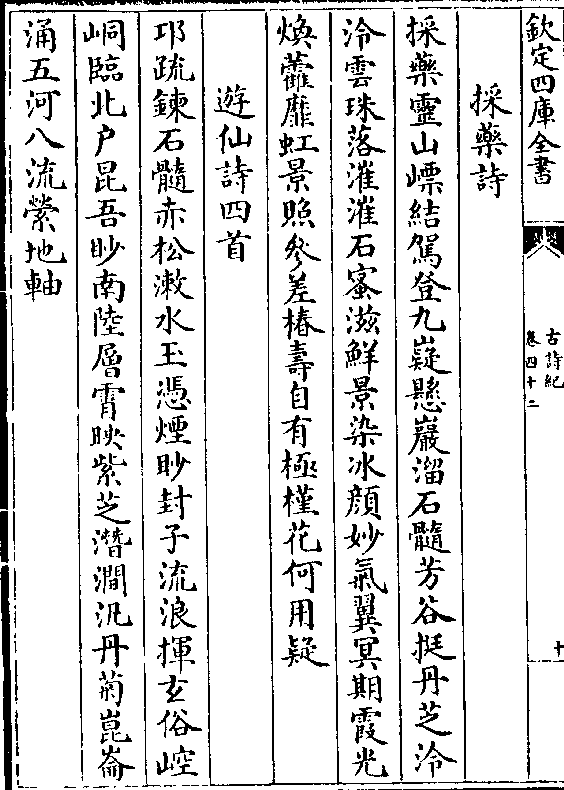 欽定四庫全書
古詩紀
卷四十二
十
採藥詩
採藥靈山嶛結駕登九嶷懸巖溜石髓芳谷挺丹芝泠
泠雲珠落漼漼石蜜滋鮮景染冰顏妙氣翼冥期霞光
煥藿靡虹景照參差椿壽自有極槿花何用疑
遊仙詩四首
邛疏鍊石髓赤松漱水玉憑煙眇封子流浪揮玄俗崆
峒臨北户昆吾眇南陸層霄映紫芝潛澗汎丹菊崑崙
涌五河八流縈地軸